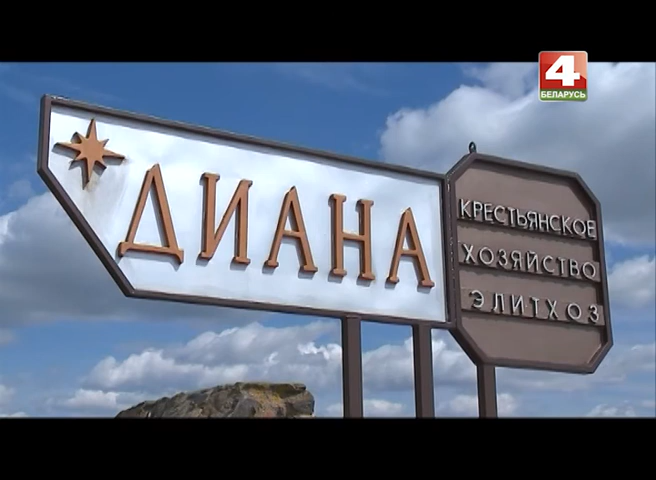 4
БЕЛАРУСЬ
ДИАНА
КРЕСТЬЯНСКОЕ
ХОЗЯЙСТВО
ЭЛИТХОЗ